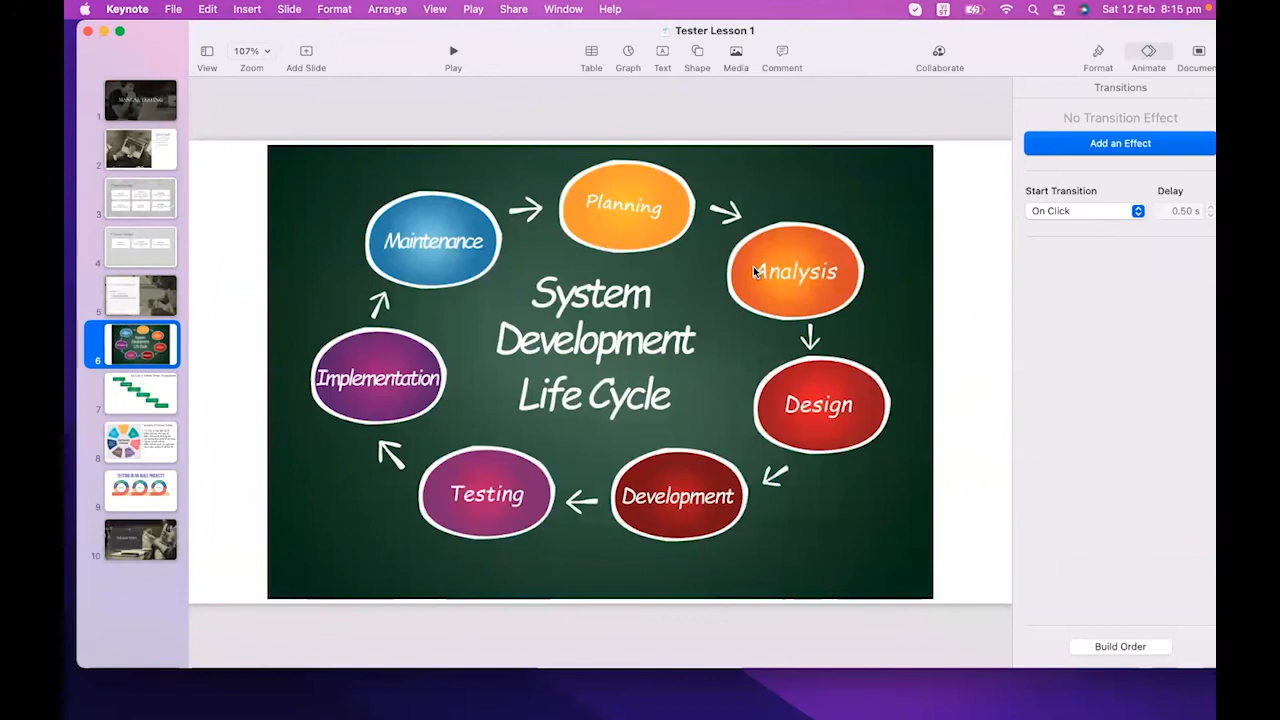 Keynote File Edit Insert Slide Format Arrange View Play Share Window Help Sat 12 Feb 8:15 pm
Tester Lesson 1
107%
View Zoom Add Slide Play Table Graph Text Shape Media Comment Collaborate Format Animate Documen
Transitions
No Transition Effect
Add an Effect
Start Transition Delay
On Click 0.50 s
Planning
Maintenance
Analysis
System
Development
Life Cycle
Implementation
Design
Testing
Development
1
2
3
4
5
6
7
8
9
10
Build Order